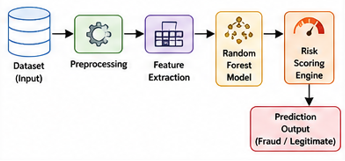 Dataset
(Input)
Preprocessing
Feature
Extraction
Random
Forest
Model
Risk
Scoring
Engine
Prediction
Output
(Fraud / Legitimate)